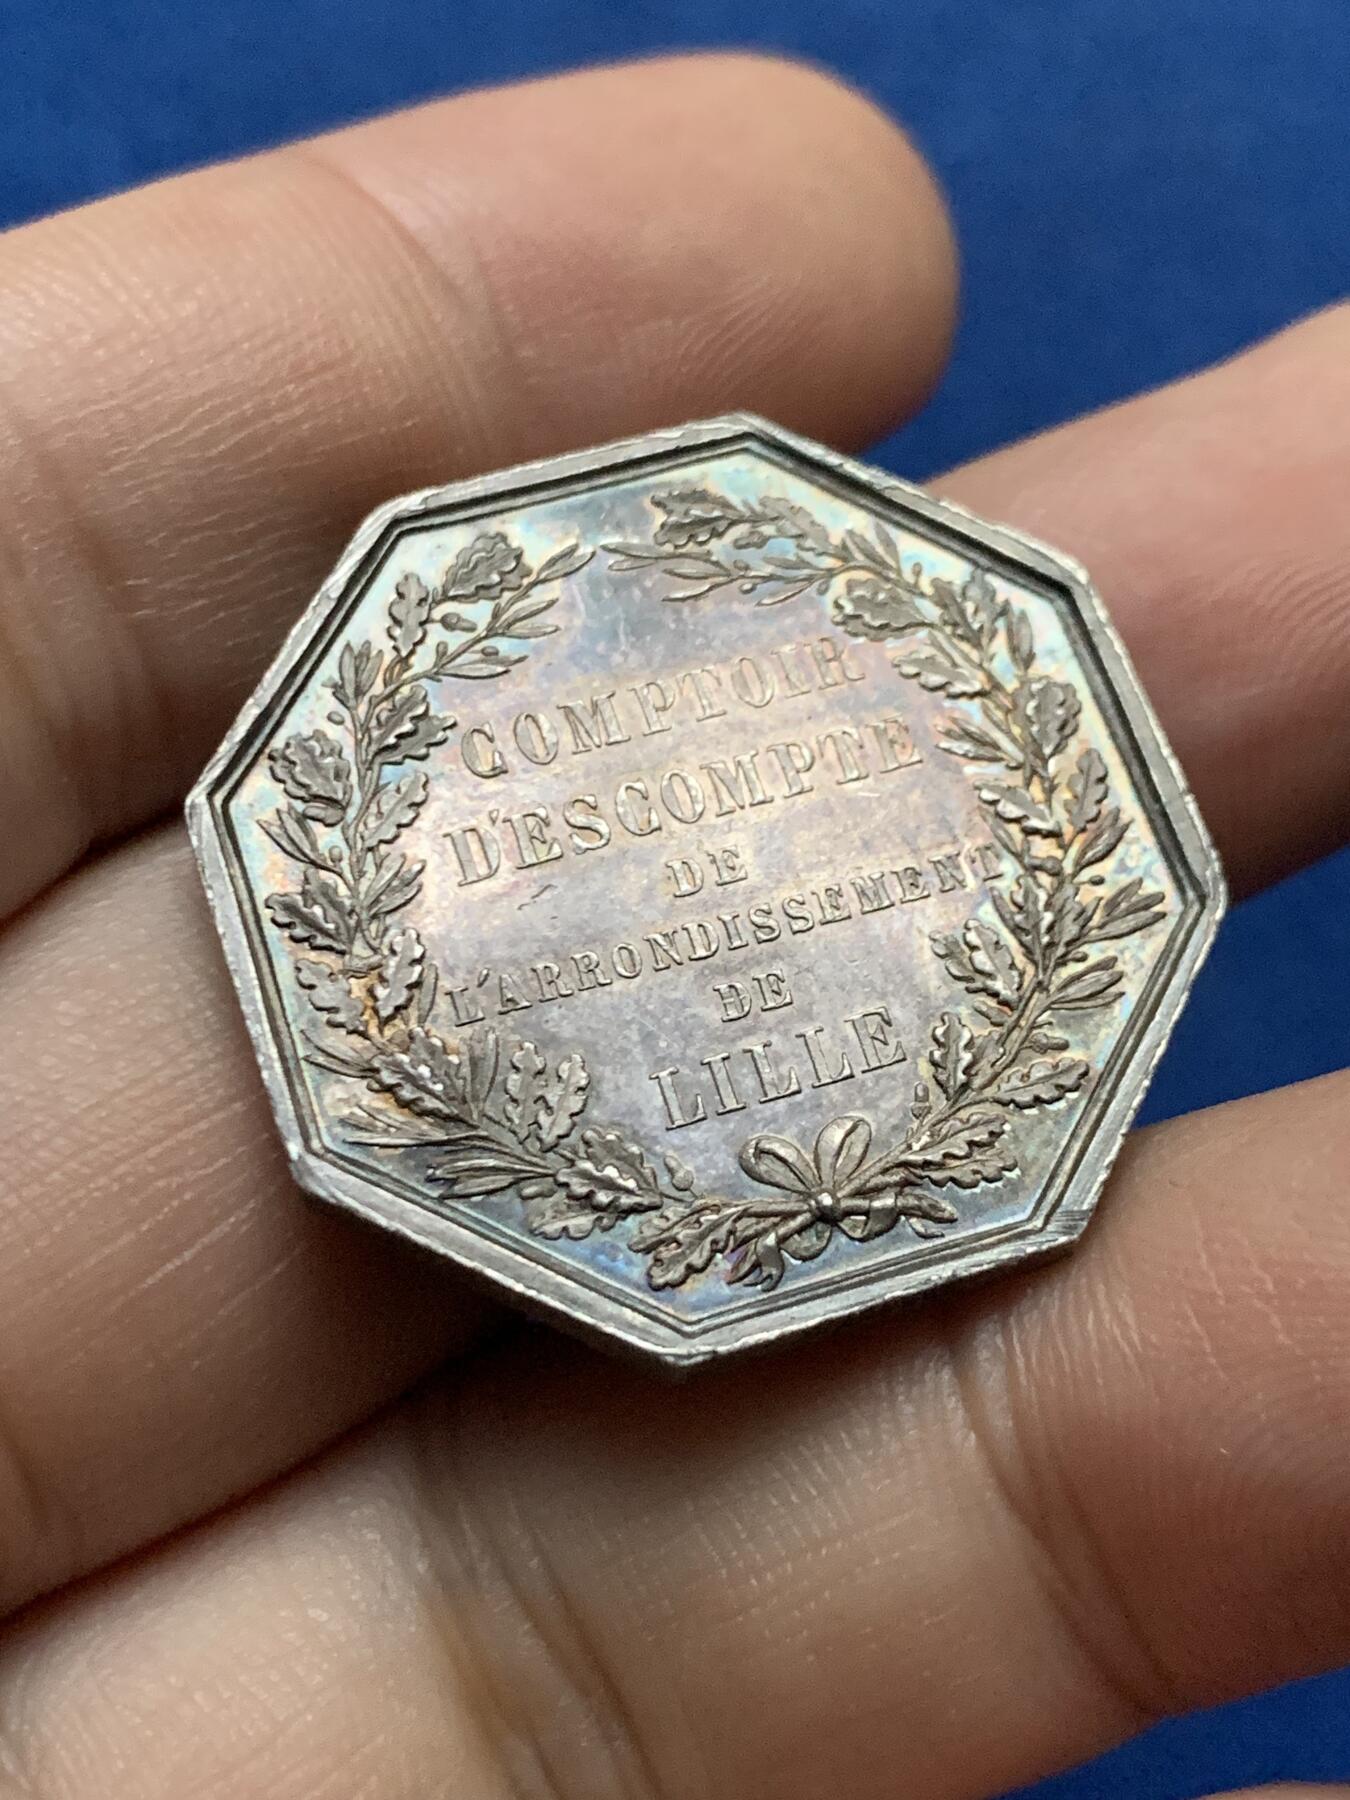 COMPTOIR
D'ESCOMPTE
DE
L'ARRONDISSEMENT
DE
LILLE